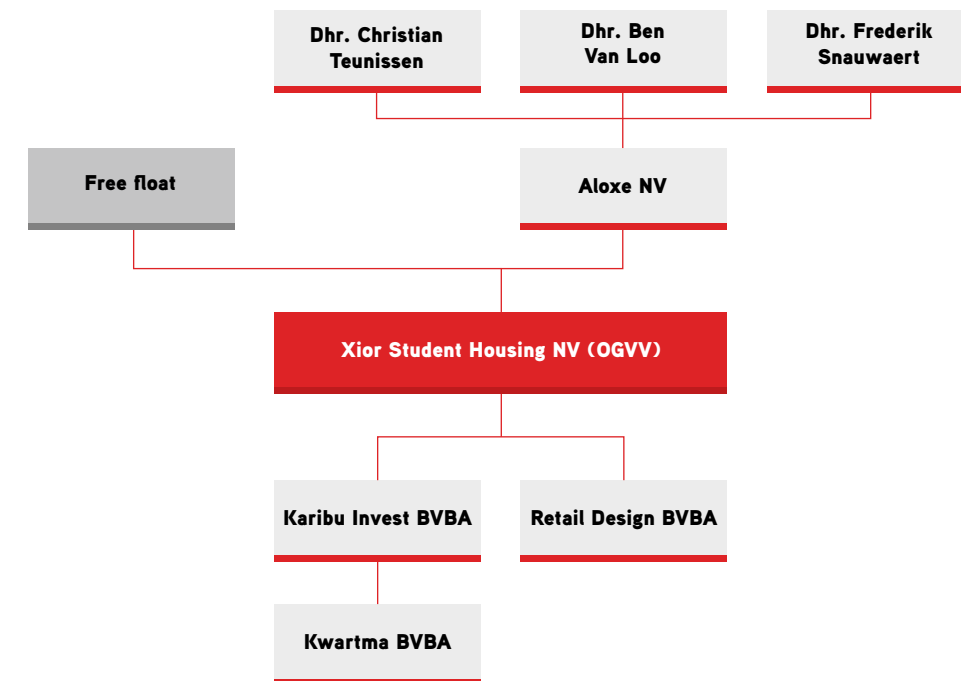 Dhr. Christian
Teunissen
Dhr. Ben
Van Loo
Dhr. Frederik
Snauwaert
Free float
Aloxe NV
Xior Student Housing NV (OGVV)
Karibu Invest BVBA
Retail Design BVBA
Kwartma BVBA